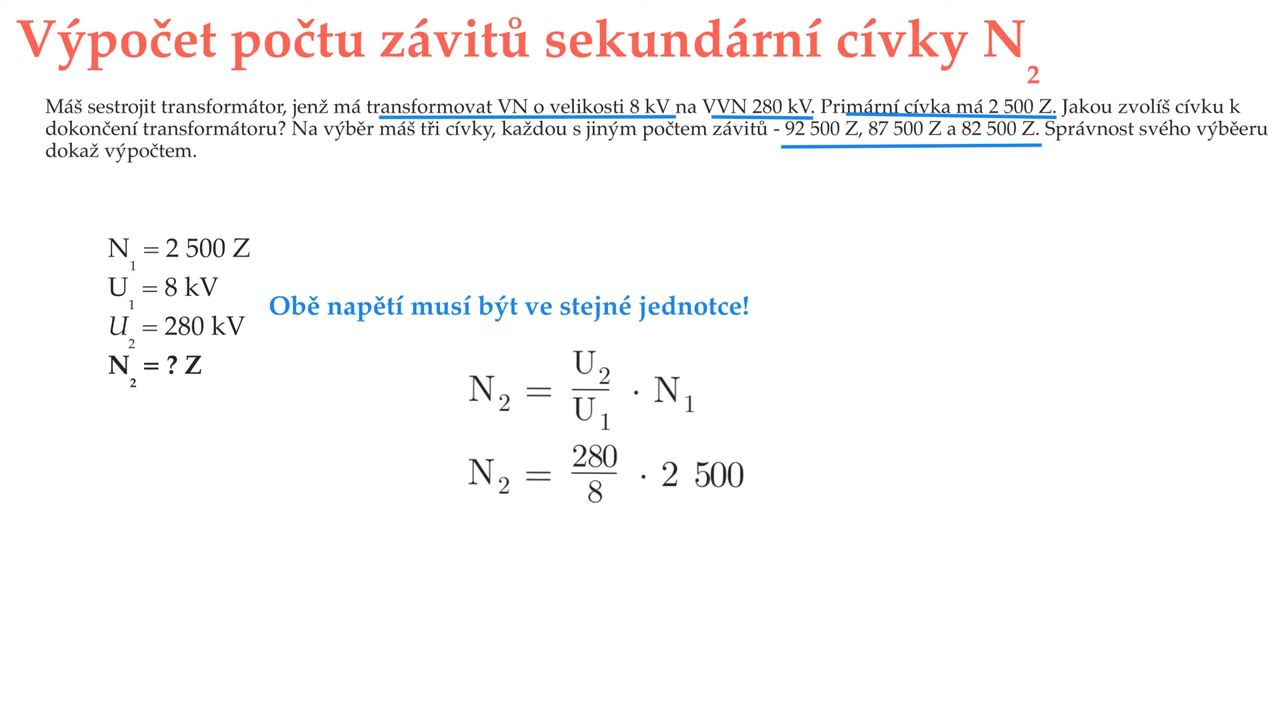 Výpočet počtu závitů sekundární cívky N₂
Máš sestrojit transformátor, jenž má transformovat VN o velikosti 8 kV na VVN 280 kV. Primární cívka má 2 500 Z. Jakou zvolíš cívku k
dokončení transformátoru? Na výběr máš tři cívky, každou s jiným počtem závitů - 92 500 Z, 87 500 Z a 82 500 Z. Správnost svého výběeru
dokaž výpočtem.
N₁ = 2 500 Z
U₁ = 8 kV
Obě napětí musí být ve stejné jednotce!
U₂ = 280 kV
N₂ = ? Z
N₂ = U₂/U₁ · N₁
N₂ = 280/8 · 2 500